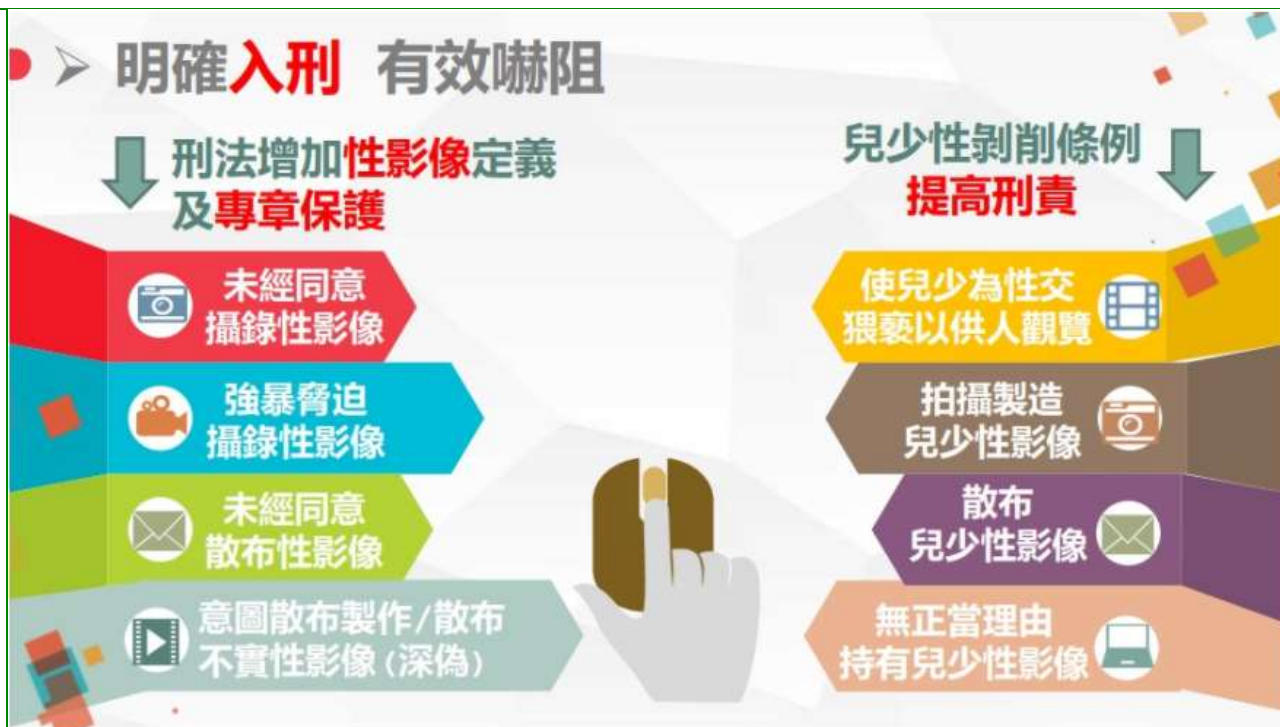 明確入刑 有效嚇阻
刑法增加性影像定義
及專章保護
未經同意
攝錄性影像
強暴脅迫
攝錄性影像
未經同意
散布性影像
意圖散布製作/散布
不實性影像(深偽)
兒少性剝削條例
提高刑責
使兒少為性交
猥褻以供人觀覽
拍攝製造
兒少性影像
散布
兒少性影像
無正當理由
持有兒少性影像